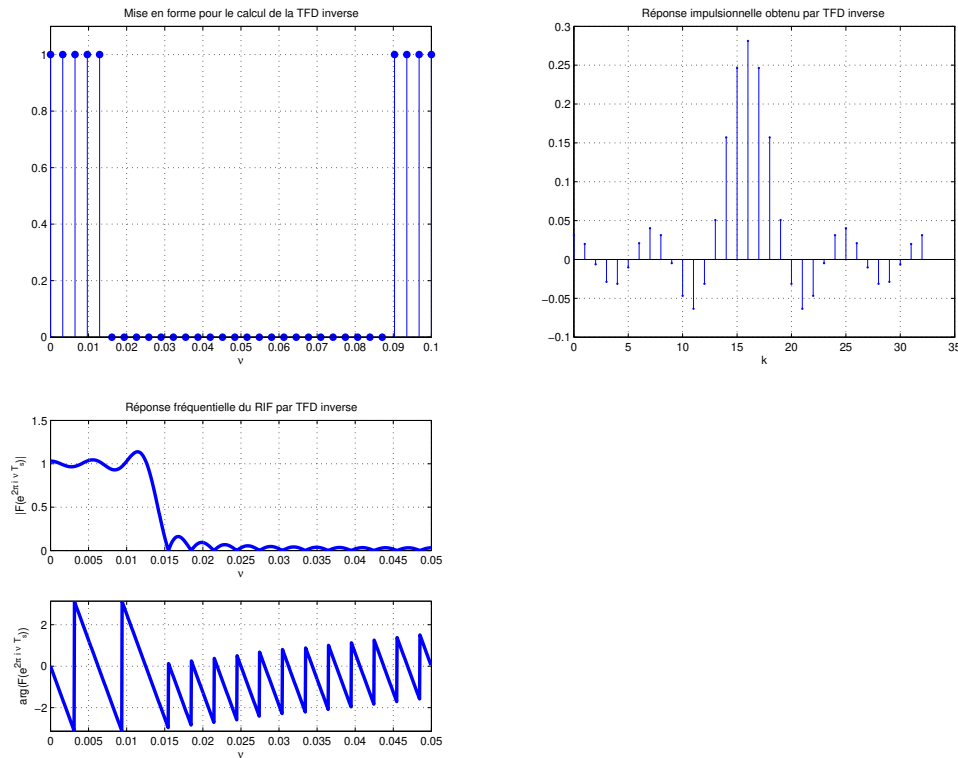 Mise en forme pour le calcul de la TFD inverse
1
0.8
0.6
0.4
0.2
0
0 0.01 0.02 0.03 0.04 0.05 0.06 0.07 0.08 0.09 0.1
ν
Réponse impulsionnelle obtenu par TFD inverse
0.3
0.25
0.2
0.15
0.1
0.05
0
−0.05
−0.1
0 5 10 15 20 25 30 35
k
Réponse fréquentielle du RIF par TFD inverse
|F(e^{2π i ν T_s})|
1.5
1
0.5
0
0 0.005 0.01 0.015 0.02 0.025 0.03 0.035 0.04 0.045 0.05
ν
arg(F(e^{2π i ν T_s}))
2
0
−2
0 0.005 0.01 0.015 0.02 0.025 0.03 0.035 0.04 0.045 0.05
ν